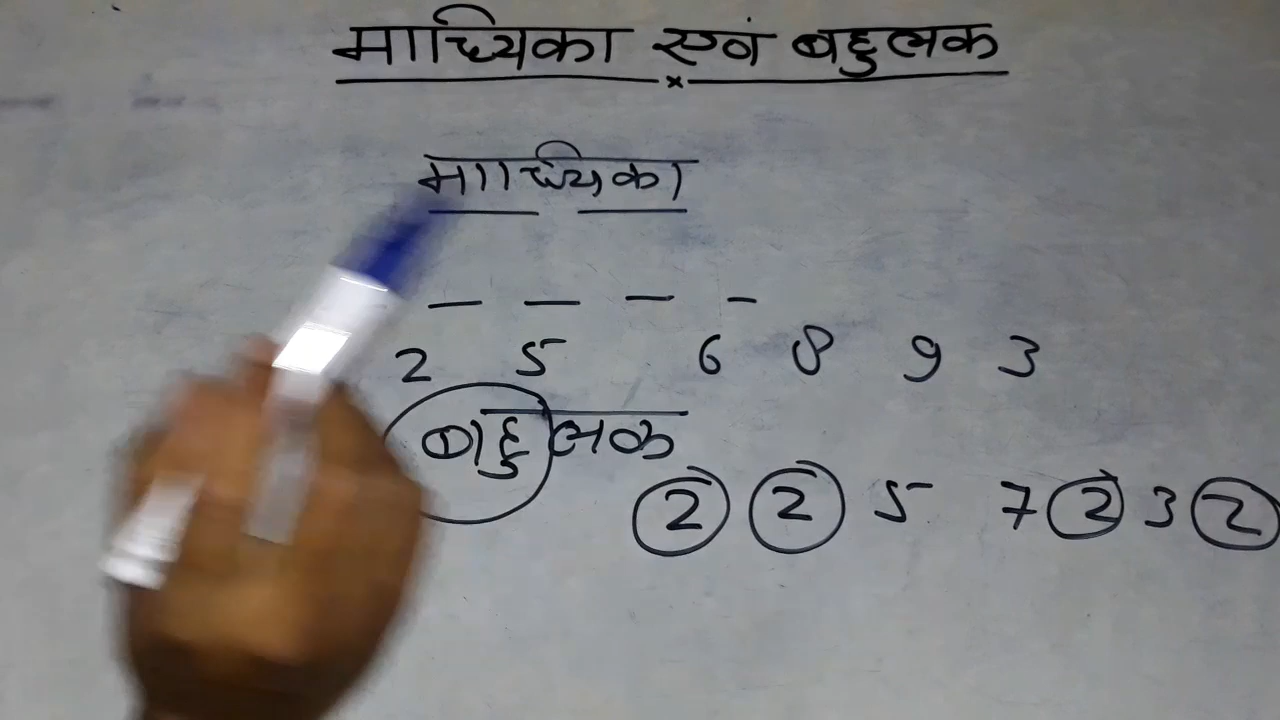 माध्यिका एवं बहुलक
माध्यिका
2 5 6 8 9 3
बहुलक
2 2 5 7 2 3 2